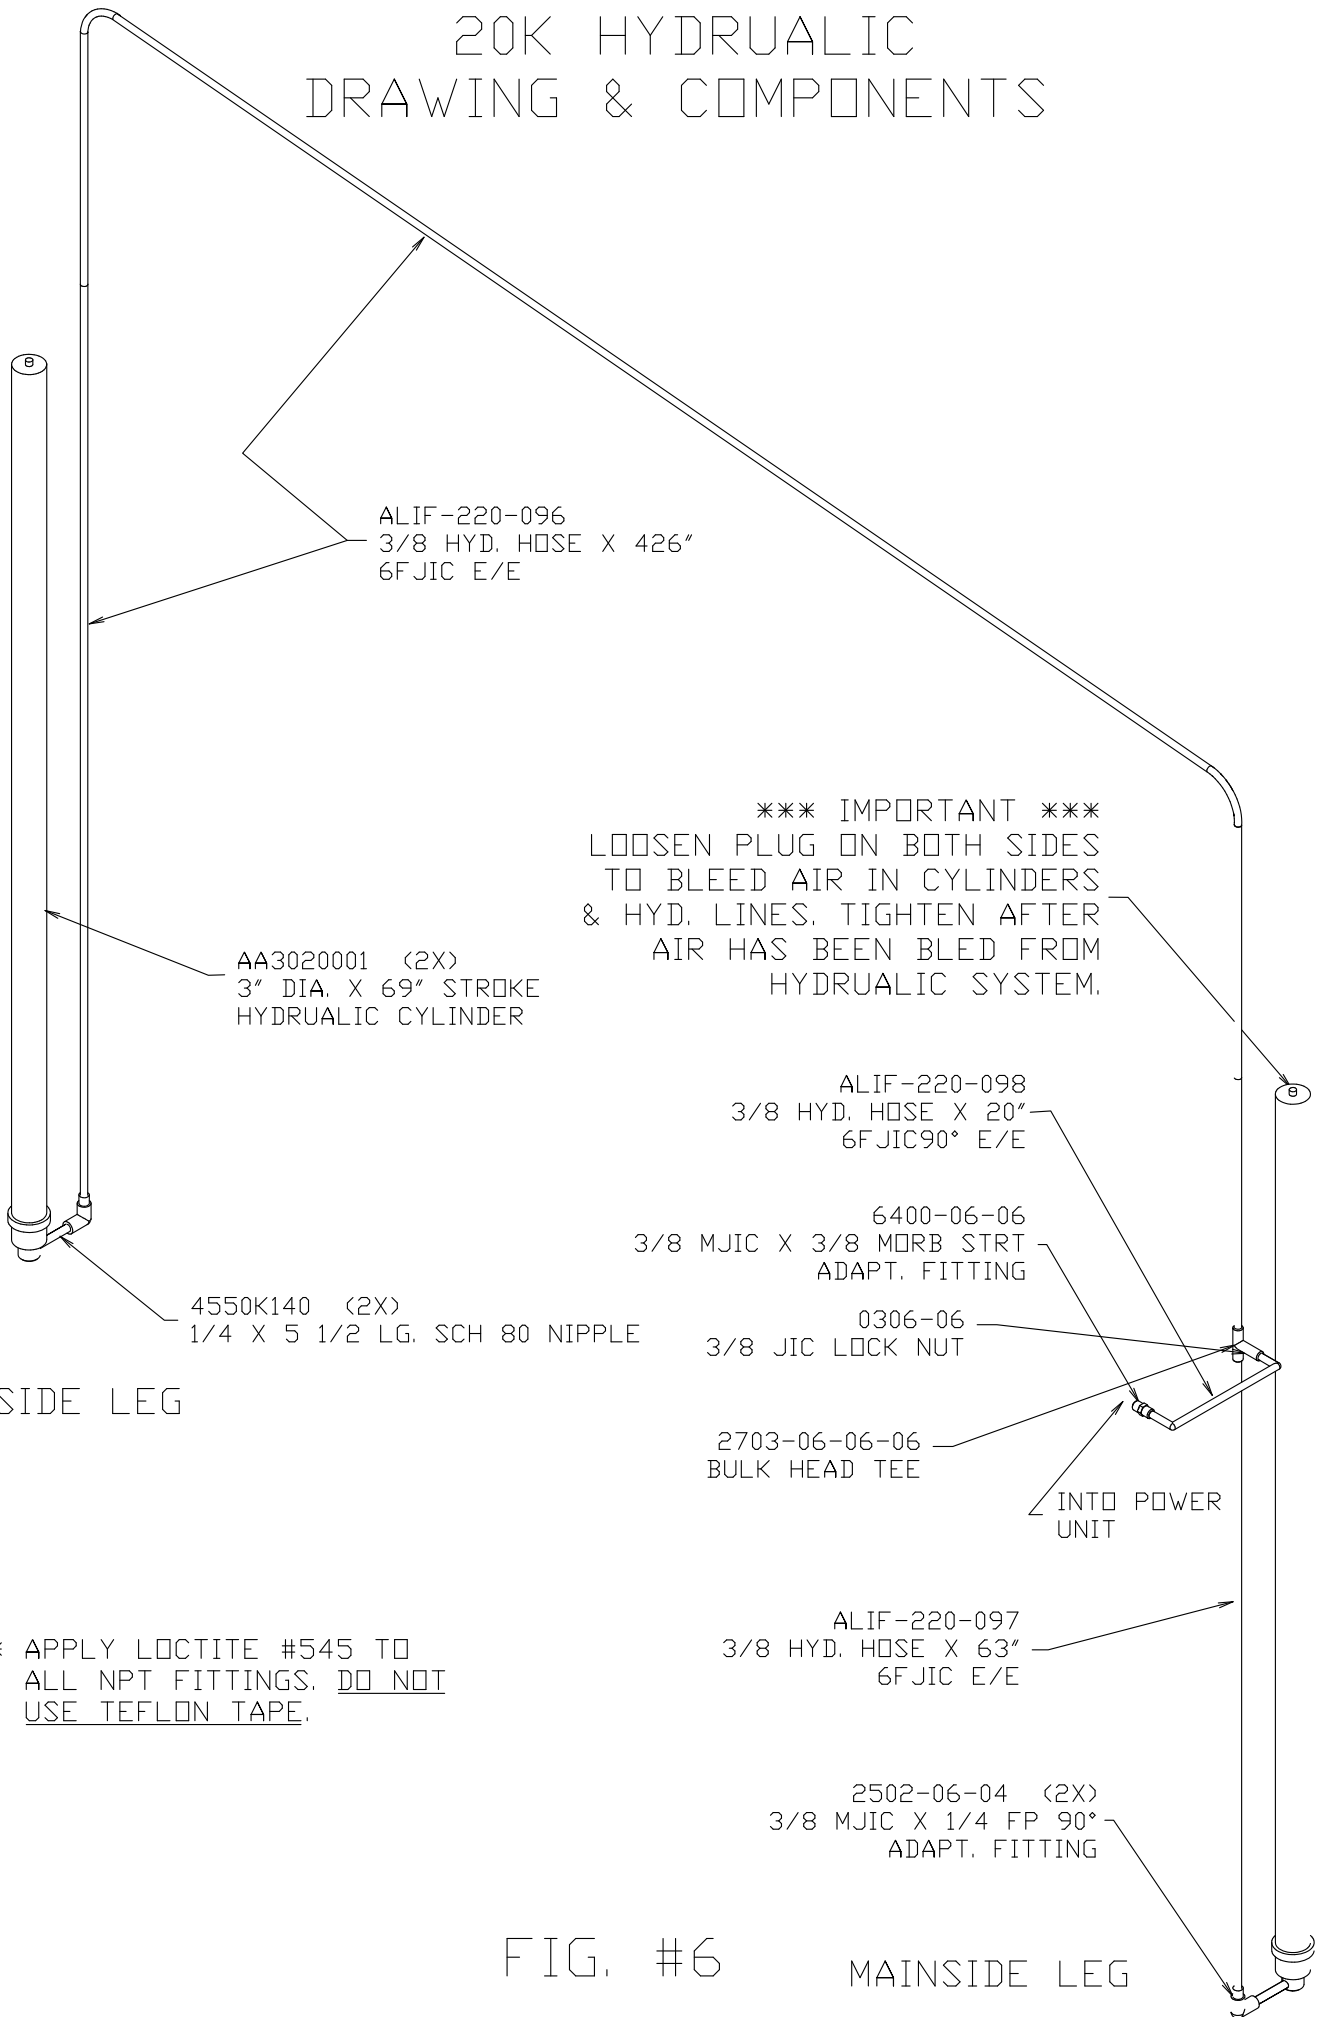 20K HYDRUALIC
DRAWING & COMPONENTS
ALIF-220-096
3/8 HYD. HOSE X 426"
6FJIC E/E
*** IMPORTANT ***
LOOSEN PLUG ON BOTH SIDES
TO BLEED AIR IN CYLINDERS
& HYD. LINES. TIGHTEN AFTER
AIR HAS BEEN BLED FROM
HYDRUALIC SYSTEM.
AA3020001 (2X)
3" DIA. X 69" STROKE
HYDRUALIC CYLINDER
ALIF-220-098
3/8 HYD. HOSE X 20"
6FJIC90° E/E
6400-06-06
3/8 MJIC X 3/8 MORB STRT
ADAPT. FITTING
4550K140 (2X)
1/4 X 5 1/2 LG. SCH 80 NIPPLE
0306-06
3/8 JIC LOCK NUT
SIDE LEG
2703-06-06-06
BULK HEAD TEE
INTO POWER
UNIT
* APPLY LOCTITE #545 TO
ALL NPT FITTINGS. DO NOT
USE TEFLON TAPE.
ALIF-220-097
3/8 HYD. HOSE X 63"
6FJIC E/E
2502-06-04 (2X)
3/8 MJIC X 1/4 FP 90°
ADAPT. FITTING
FIG. #6
MAINSIDE LEG